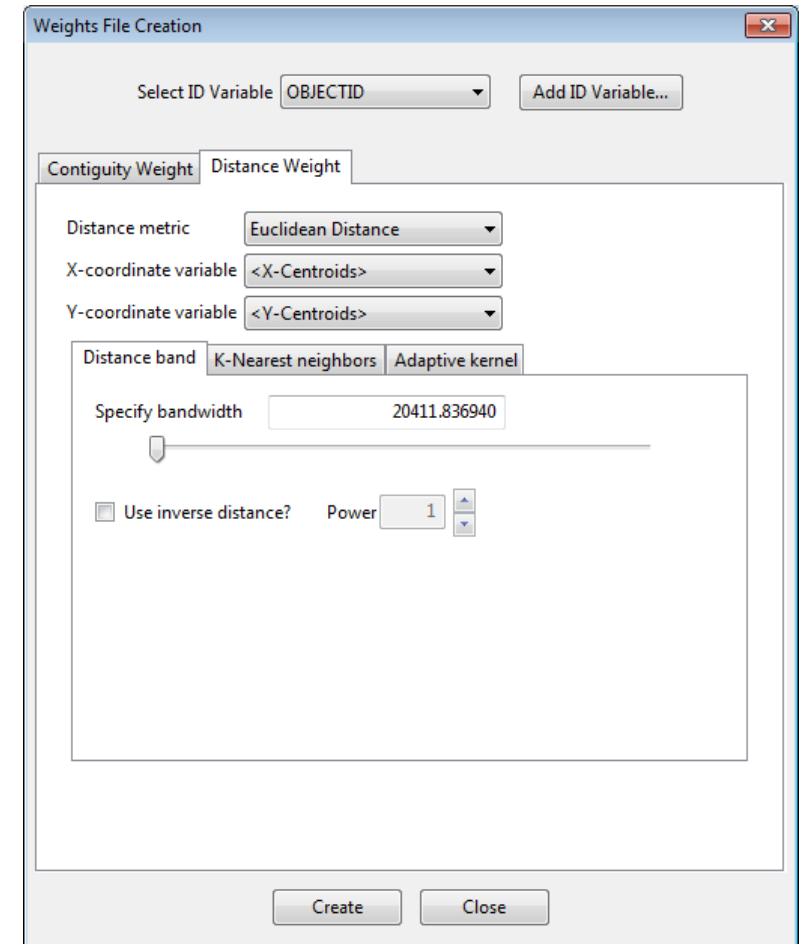 Weights File Creation
Select ID Variable OBJECTID Add ID Variable...
Contiguity Weight Distance Weight
Distance metric Euclidean Distance
X-coordinate variable <X-Centroids>
Y-coordinate variable <Y-Centroids>
Distance band K-Nearest neighbors Adaptive kernel
Specify bandwidth 20411.836940
Use inverse distance? Power 1
Create Close